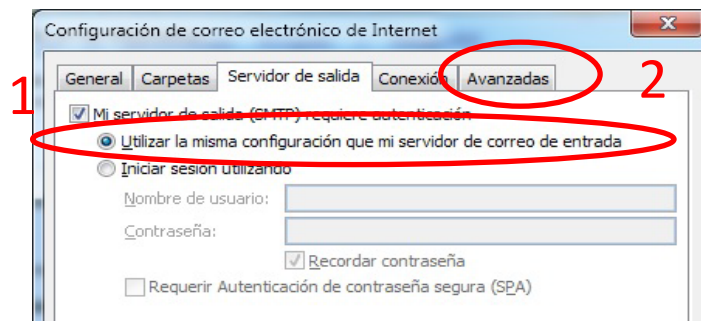 Configuración de correo electrónico de Internet
General Carpetas Servidor de salida Conexión Avanzadas
1
2
Mi servidor de salida (SMTP) requiere autenticación
Utilizar la misma configuración que mi servidor de correo de entrada
Iniciar sesión utilizando
Nombre de usuario:
Contraseña:
Recordar contraseña
Requerir Autenticación de contraseña segura (SPA)